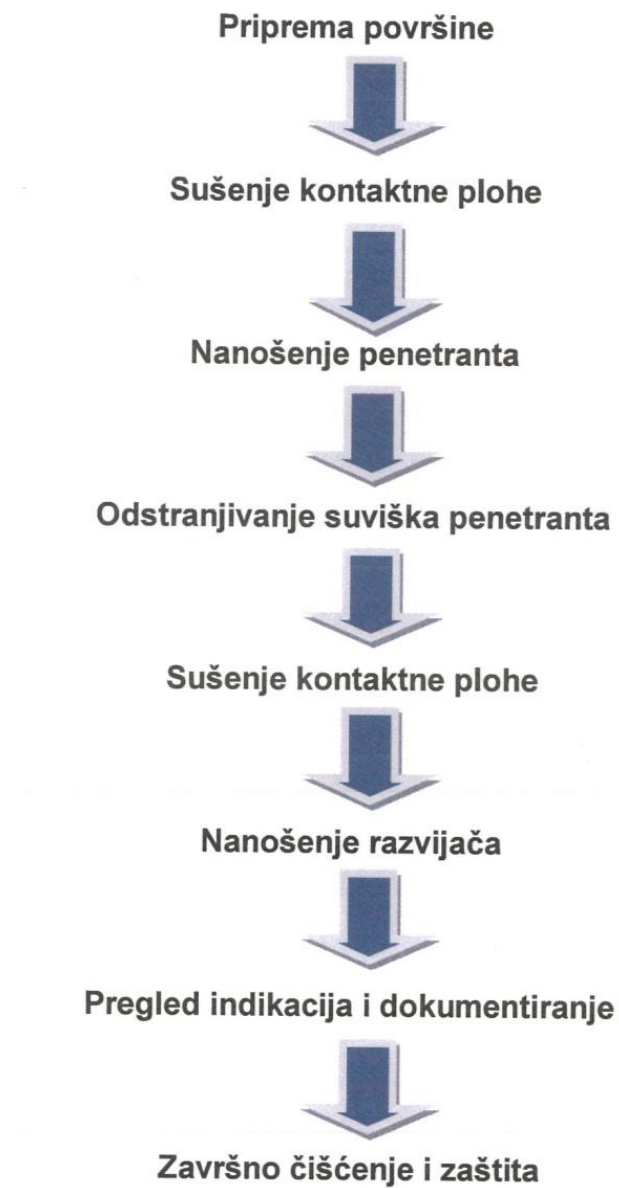 Priprema površine
Sušenje kontaktne plohe
Nanošenje penetranta
Odstranjivanje suviška penetranta
Sušenje kontaktne plohe
Nanošenje razvijača
Pregled indikacija i dokumentiranje
Završno čišćenje i zaštita